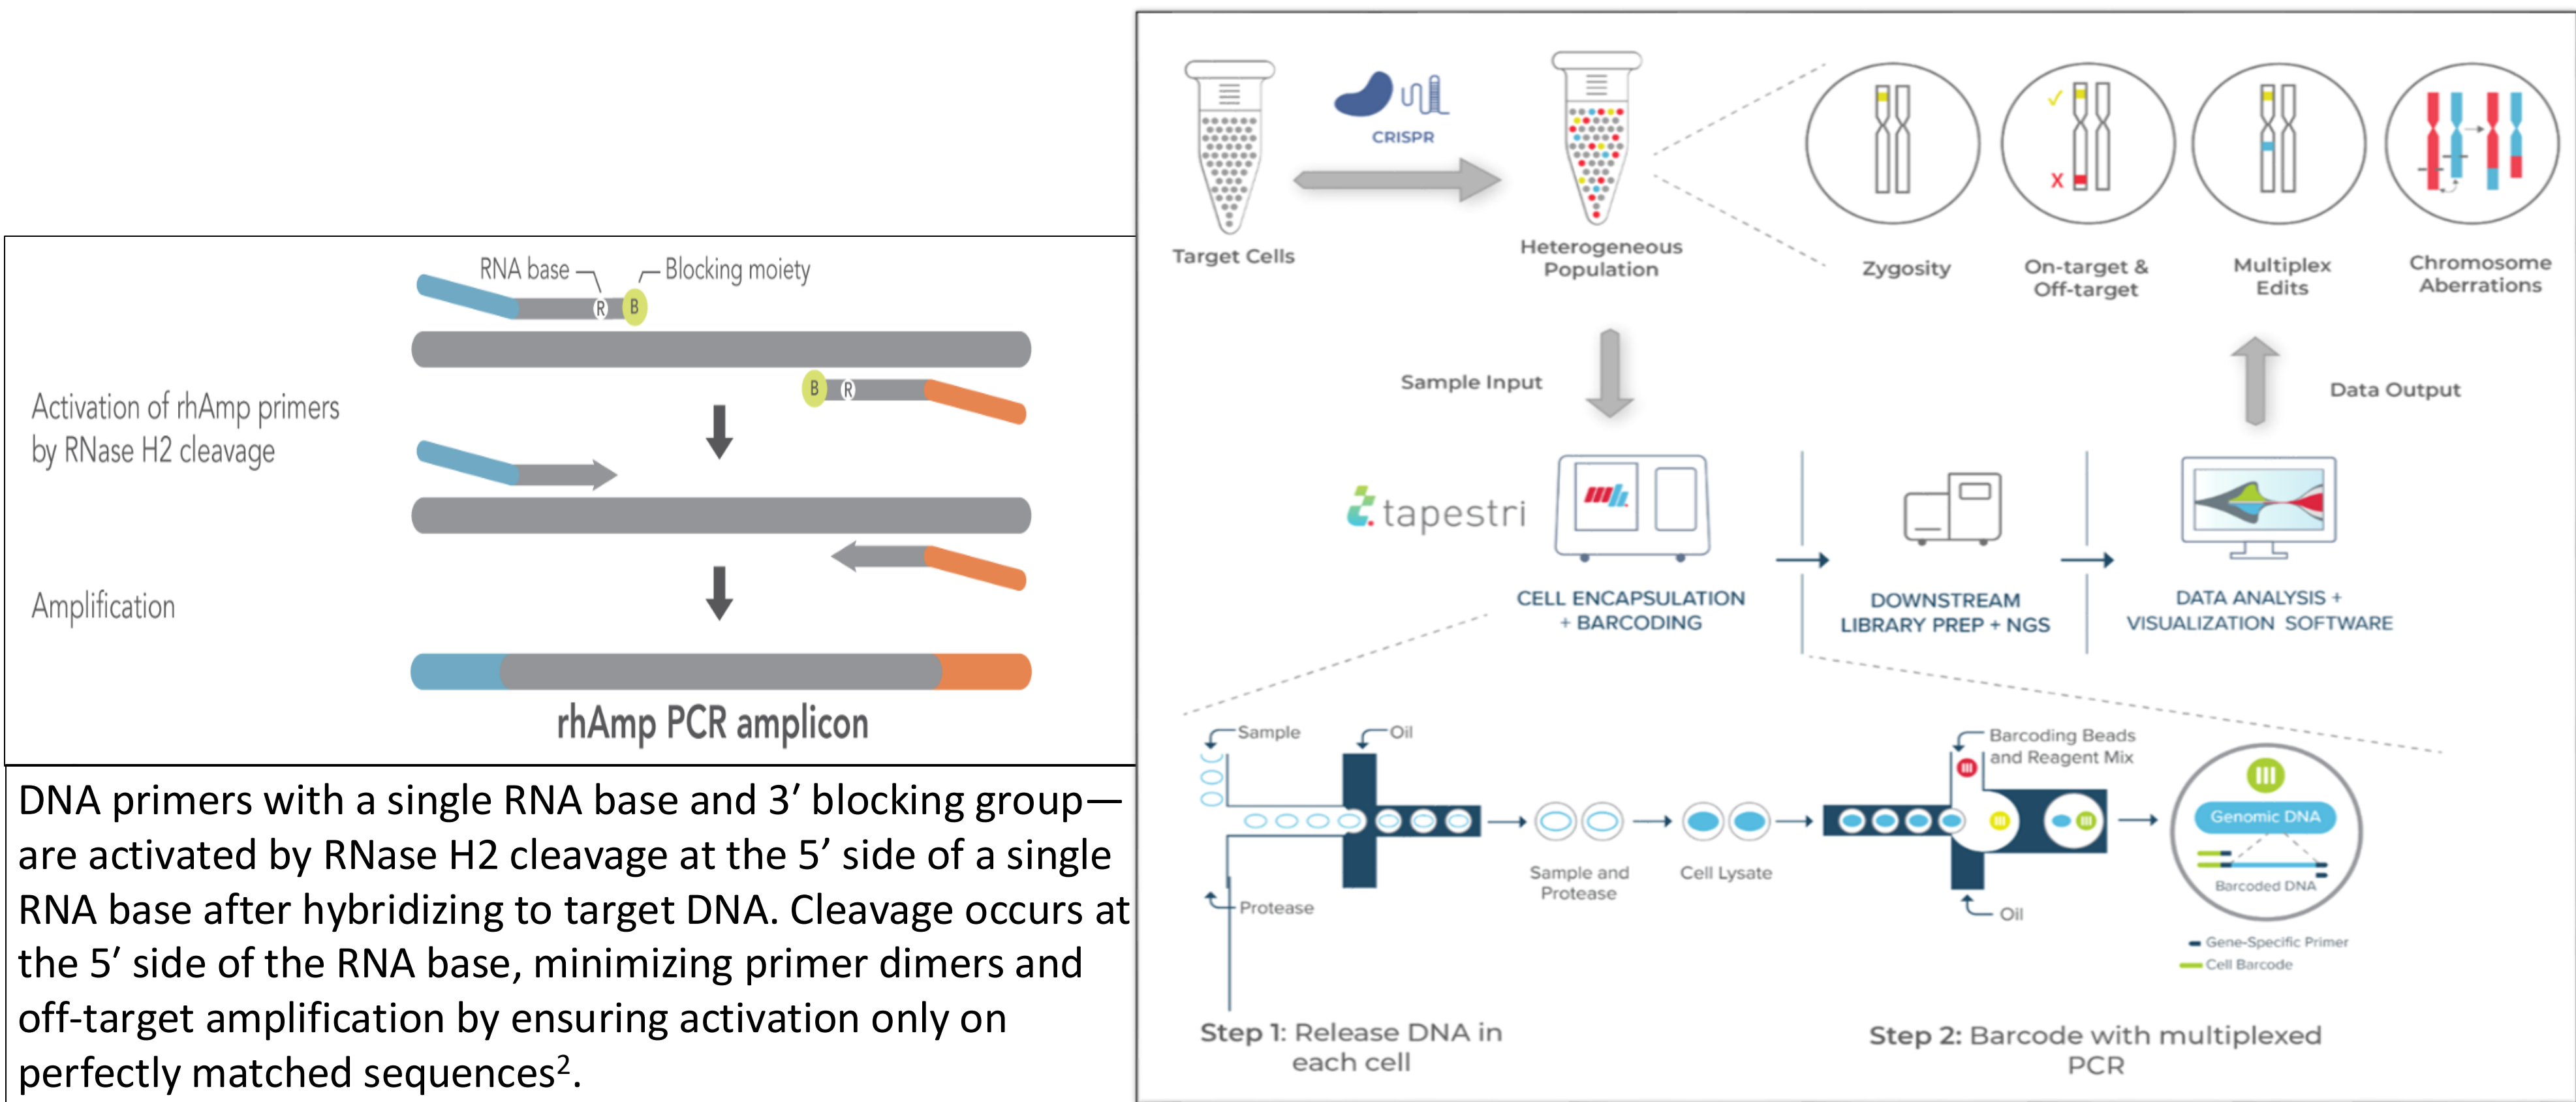 RNA base
Blocking moiety
R
B
B
R
Activation of rhAmp primers
by RNase H2 cleavage
Amplification
rhAmp PCR amplicon
DNA primers with a single RNA base and 3′ blocking group—
are activated by RNase H2 cleavage at the 5′ side of a single
RNA base after hybridizing to target DNA. Cleavage occurs at
the 5′ side of the RNA base, minimizing primer dimers and
off-target amplification by ensuring activation only on
perfectly matched sequences².
CRISPR
Target Cells
Heterogeneous
Population
Zygosity
✓
X
On-target &
Off-target
Multiplex
Edits
Chromosome
Aberrations
Sample Input
Data Output
tapestri
CELL ENCAPSULATION
+ BARCODING
DOWNSTREAM
LIBRARY PREP + NGS
DATA ANALYSIS +
VISUALIZATION SOFTWARE
Sample
Oil
Protease
Sample and
Protease
Cell Lysate
Barcoding Beads
and Reagent Mix
Oil
Genomic DNA
Barcoded DNA
Gene-Specific Primer
Cell Barcode
Step 1: Release DNA in
each cell
Step 2: Barcode with multiplexed
PCR